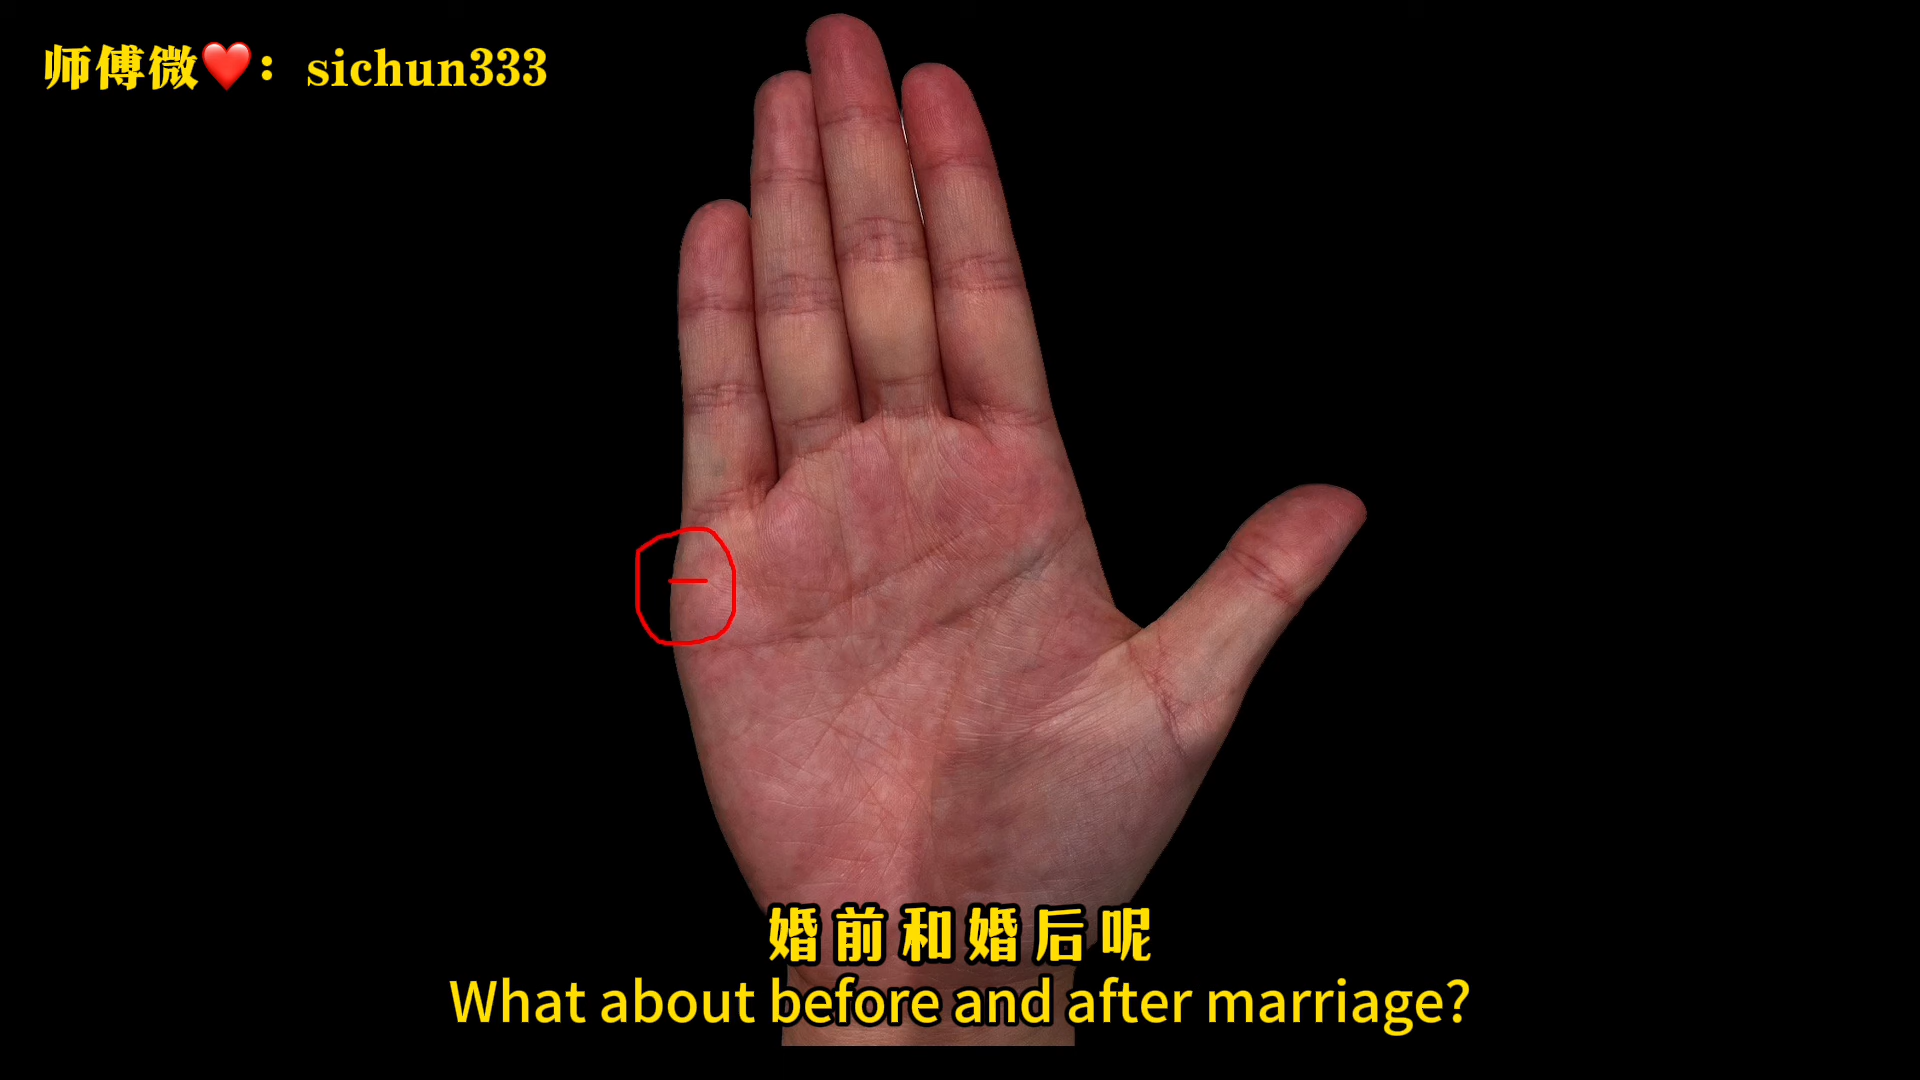 师傅微❤️：sichun333
婚前和婚后呢
What about before and after marriage?